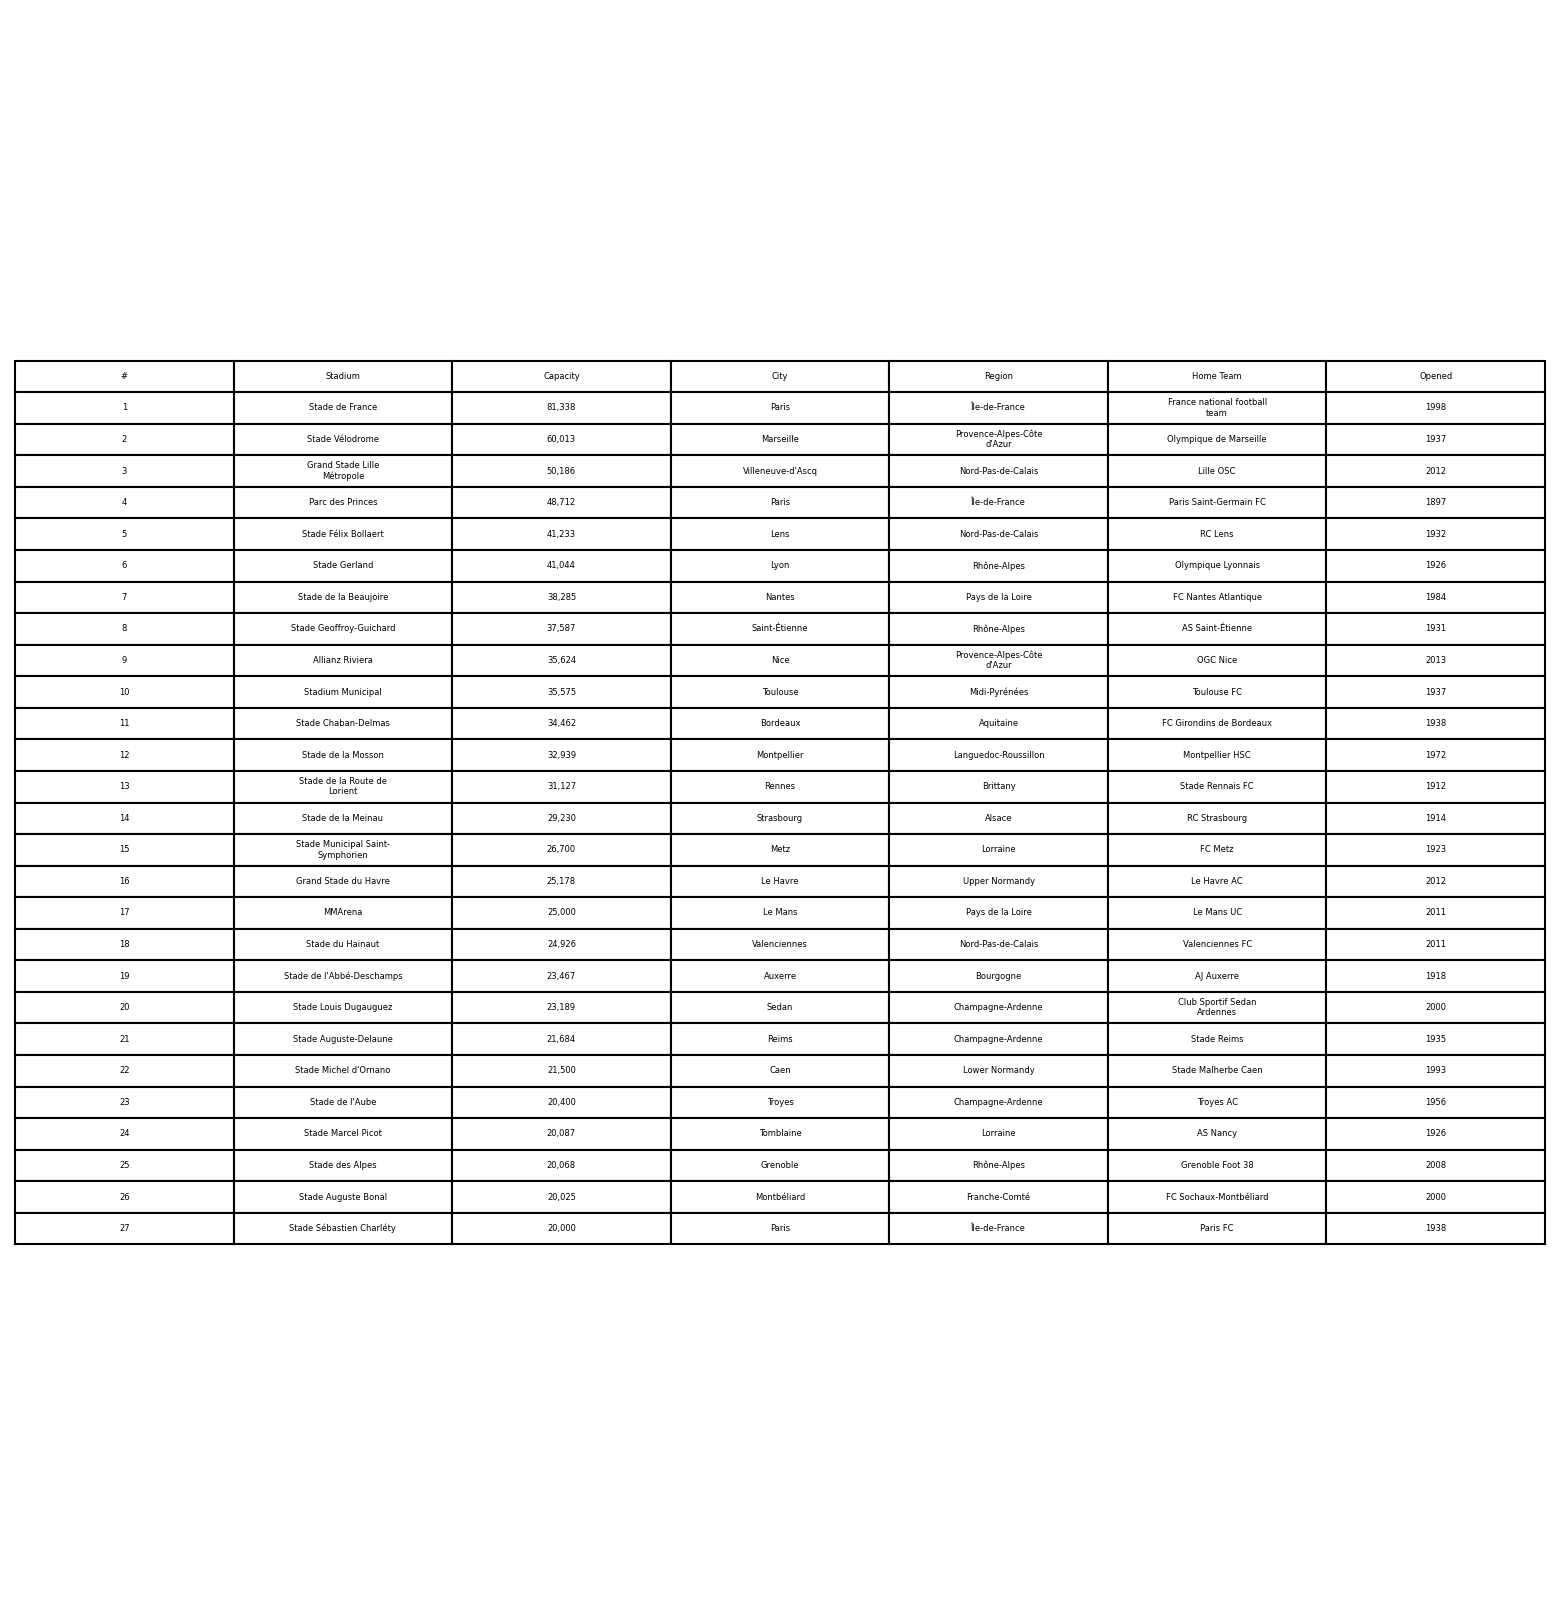 # Stadium Capacity City Region Home Team Opened
1 Stade de France 81,338 Paris Île-de-France France national football team 1998
2 Stade Vélodrome 60,013 Marseille Provence-Alpes-Côte d'Azur Olympique de Marseille 1937
3 Grand Stade Lille Métropole 50,186 Villeneuve-d'Ascq Nord-Pas-de-Calais Lille OSC 2012
4 Parc des Princes 48,712 Paris Île-de-France Paris Saint-Germain FC 1897
5 Stade Félix Bollaert 41,233 Lens Nord-Pas-de-Calais RC Lens 1932
6 Stade Gerland 41,044 Lyon Rhône-Alpes Olympique Lyonnais 1926
7 Stade de la Beaujoire 38,285 Nantes Pays de la Loire FC Nantes Atlantique 1984
8 Stade Geoffroy-Guichard 37,587 Saint-Étienne Rhône-Alpes AS Saint-Étienne 1931
9 Allianz Riviera 35,624 Nice Provence-Alpes-Côte d'Azur OGC Nice 2013
10 Stadium Municipal 35,575 Toulouse Midi-Pyrénées Toulouse FC 1937
11 Stade Chaban-Delmas 34,462 Bordeaux Aquitaine FC Girondins de Bordeaux 1938
12 Stade de la Mosson 32,939 Montpellier Languedoc-Roussillon Montpellier HSC 1972
13 Stade de la Route de Lorient 31,127 Rennes Brittany Stade Rennais FC 1912
14 Stade de la Meinau 29,230 Strasbourg Alsace RC Strasbourg 1914
15 Stade Municipal Saint-Symphorien 26,700 Metz Lorraine FC Metz 1923
16 Grand Stade du Havre 25,178 Le Havre Upper Normandy Le Havre AC 2012
17 MMArena 25,000 Le Mans Pays de la Loire Le Mans UC 2011
18 Stade du Hainaut 24,926 Valenciennes Nord-Pas-de-Calais Valenciennes FC 2011
19 Stade de l'Abbé-Deschamps 23,467 Auxerre Bourgogne AJ Auxerre 1918
20 Stade Louis Dugauguez 23,189 Sedan Champagne-Ardenne Club Sportif Sedan Ardennes 2000
21 Stade Auguste-Delaune 21,684 Reims Champagne-Ardenne Stade Reims 1935
22 Stade Michel d'Ornano 21,500 Caen Lower Normandy Stade Malherbe Caen 1993
23 Stade de l'Aube 20,400 Troyes Champagne-Ardenne Troyes AC 1956
24 Stade Marcel Picot 20,087 Tomblaine Lorraine AS Nancy 1926
25 Stade des Alpes 20,068 Grenoble Rhône-Alpes Grenoble Foot 38 2008
26 Stade Auguste Bonal 20,025 Montbéliard Franche-Comté FC Sochaux-Montbéliard 2000
27 Stade Sébastien Charléty 20,000 Paris Île-de-France Paris FC 1938